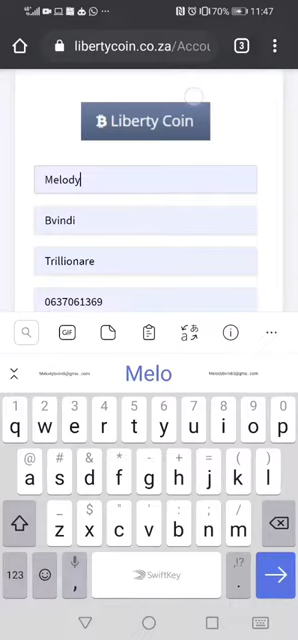 70% 11:47
libertycoin.co.za/Accou
3
Liberty Coin
Melody
Bvindi
Trillionare
0637061369
GIF
Melo
1 2 3 4 5 6 7 8 9 0
q w e r t y u i o p
@ # & * - + = ( )
a s d f g h j k l
_ $ " ' : ; /
z x c v b n m
123 , SwiftKey ,!? .